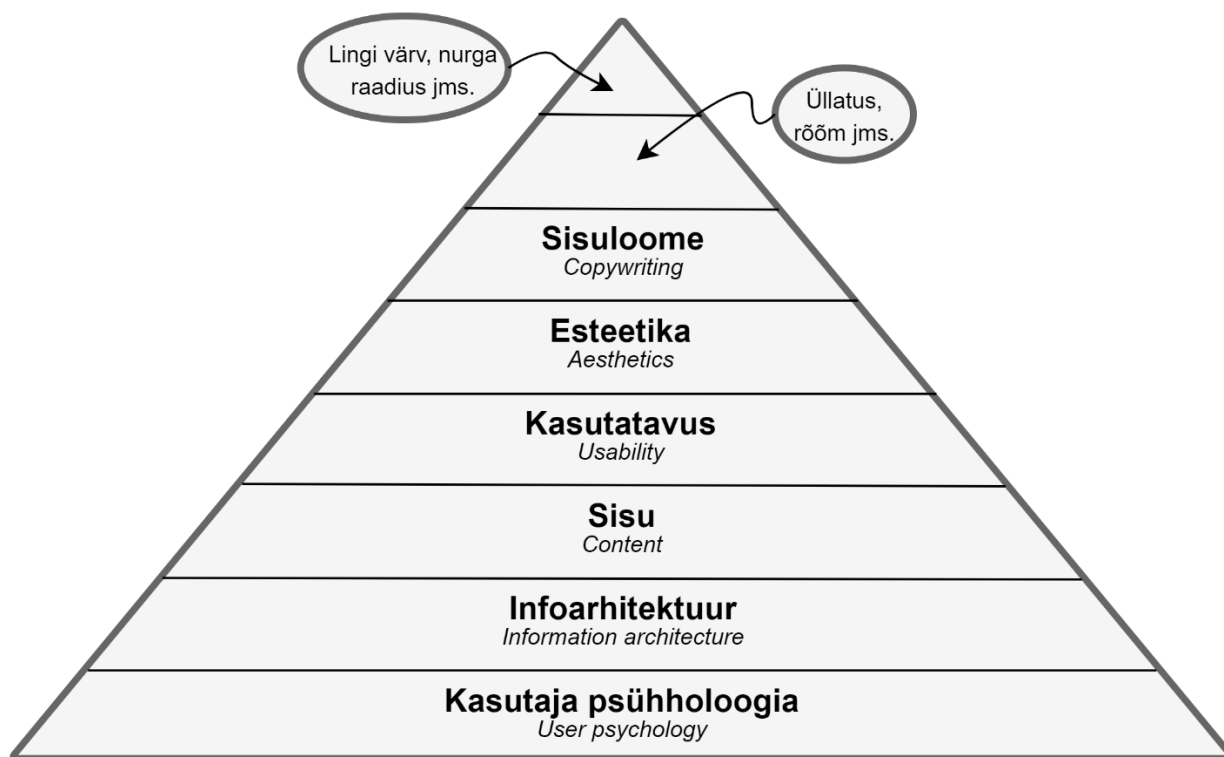 Lingi värv, nurga
raadius jms.
Üllatus,
rõõm jms.
Sisuloome
Copywriting
Esteetika
Aesthetics
Kasutatavus
Usability
Sisu
Content
Infoarhitektuur
Information architecture
Kasutaja psühholoogia
User psychology